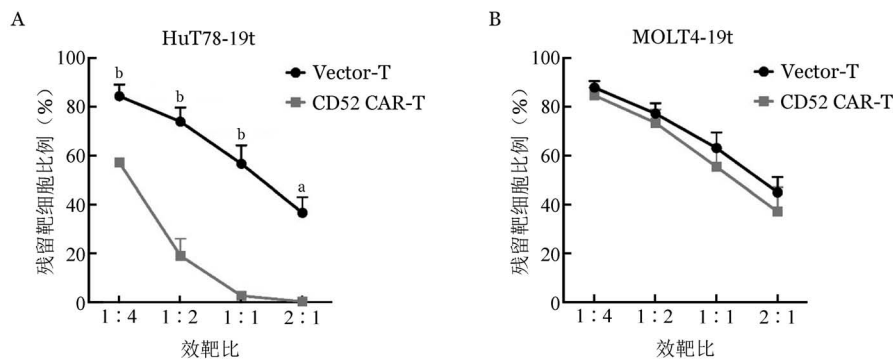 A
HuT78-19t
100
80
60
40
20
0
残留靶细胞比例（%）
b
b
b
a
Vector-T
CD52 CAR-T
1：4
1：2
1：1
2：1
效靶比
B
MOLT4-19t
100
80
60
40
20
0
残留靶细胞比例（%）
Vector-T
CD52 CAR-T
1：4
1：2
1：1
2：1
效靶比